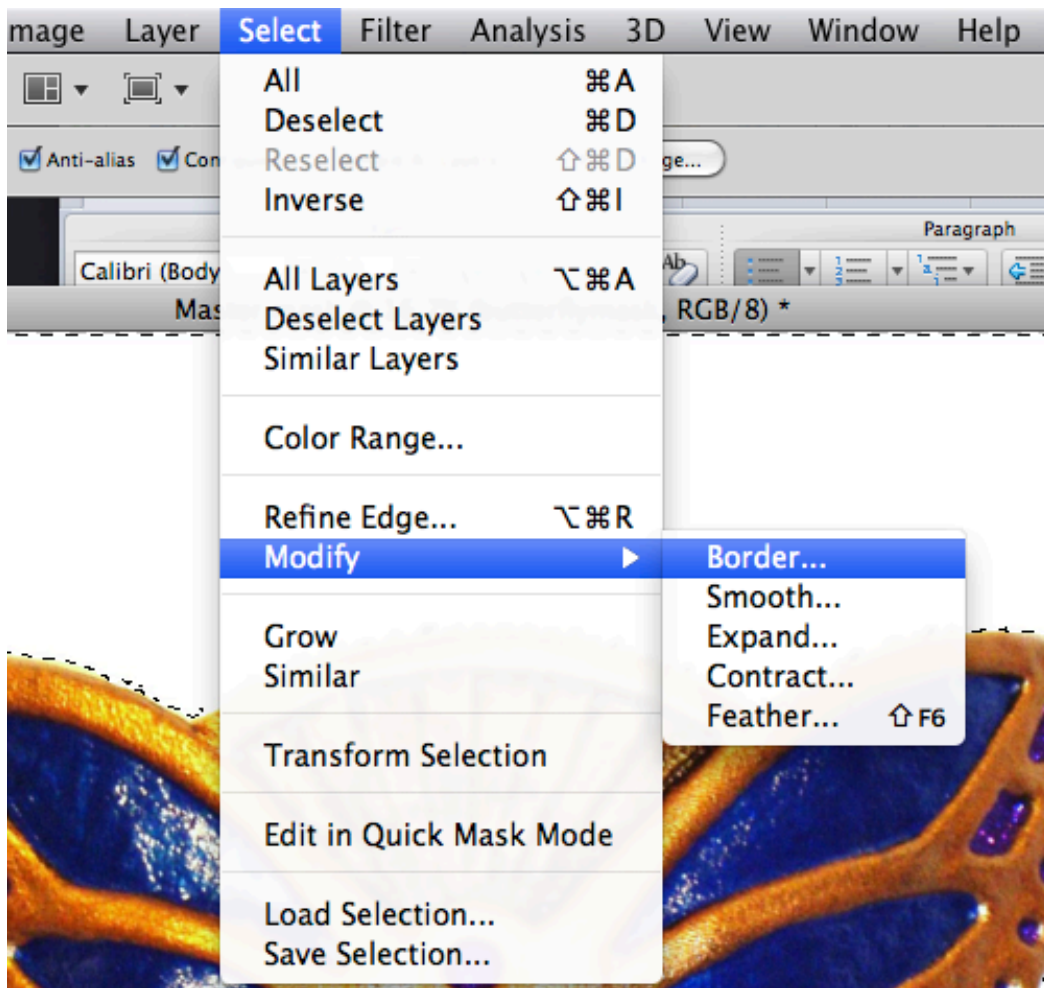 mage Layer Select Filter Analysis 3D View Window Help
All ⌘A
Deselect ⌘D
Anti-alias Con
Reselect ⇧⌘D
ge...
Inverse ⇧⌘I
Paragraph
Calibri (Body
All Layers ⌥⌘A
Mas
, RGB/8) *
Deselect Layers
Similar Layers
Color Range...
Refine Edge... ⌥⌘R
Modify ▶
Border...
Smooth...
Grow
Expand...
Similar
Contract...
Feather... ⇧F6
Transform Selection
Edit in Quick Mask Mode
Load Selection...
Save Selection...